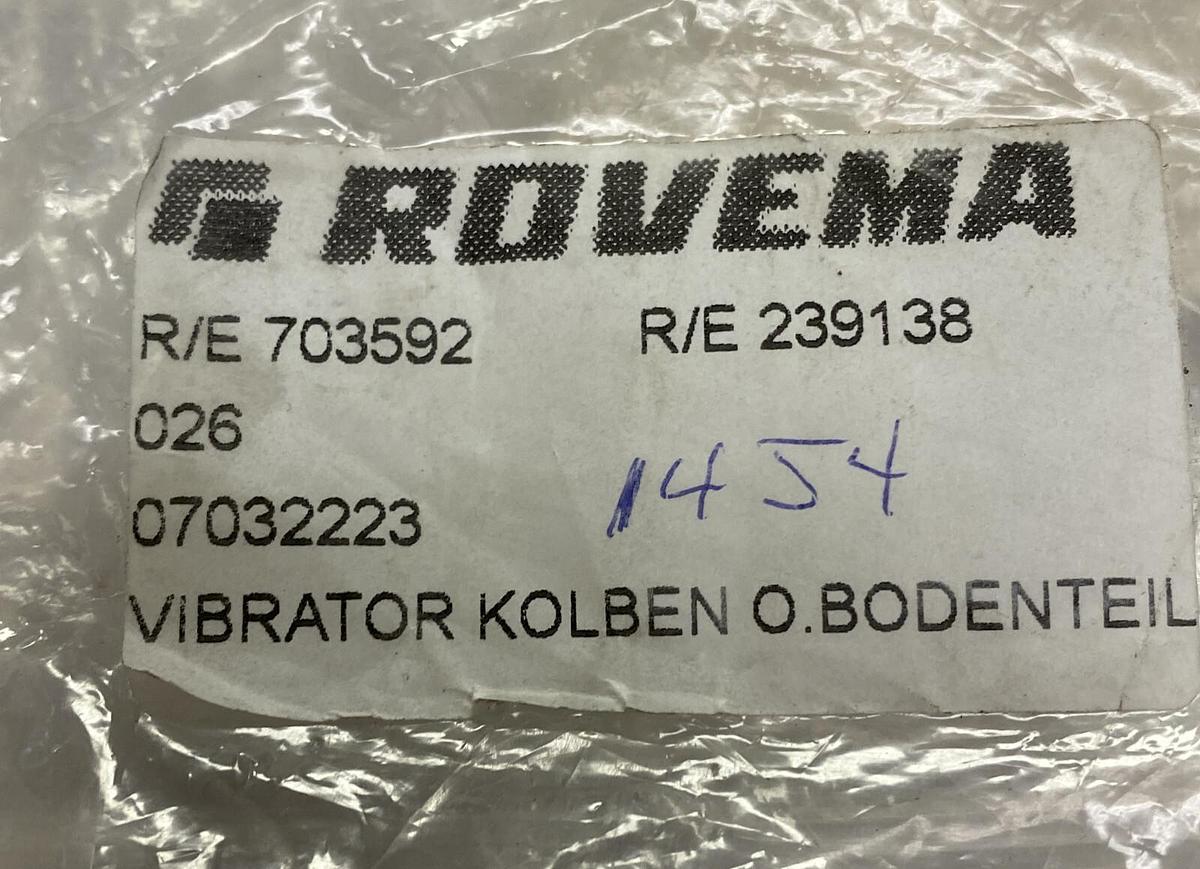 ROVEMA
R/E 703592 R/E 239138
026
1454
07032223
VIBRATOR KOLBEN O.BODENTEIL